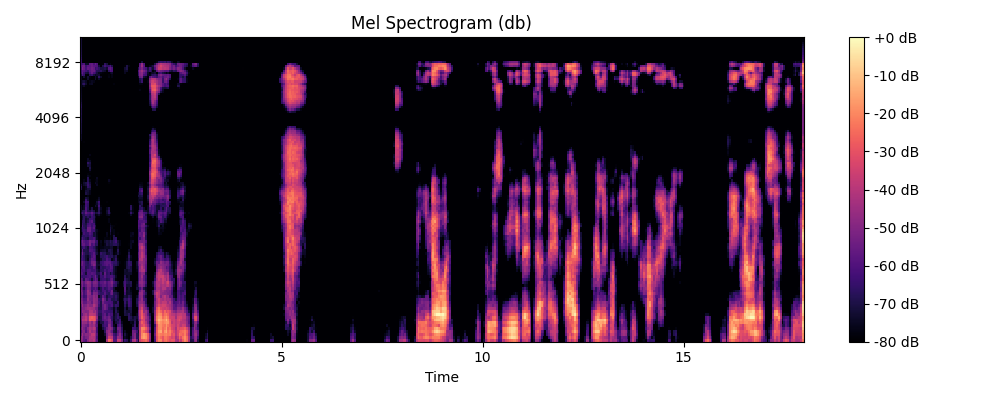 Mel Spectrogram (db)
Hz
8192
4096
2048
1024
512
0
0 5 10 15
Time
+0 dB
-10 dB
-20 dB
-30 dB
-40 dB
-50 dB
-60 dB
-70 dB
-80 dB